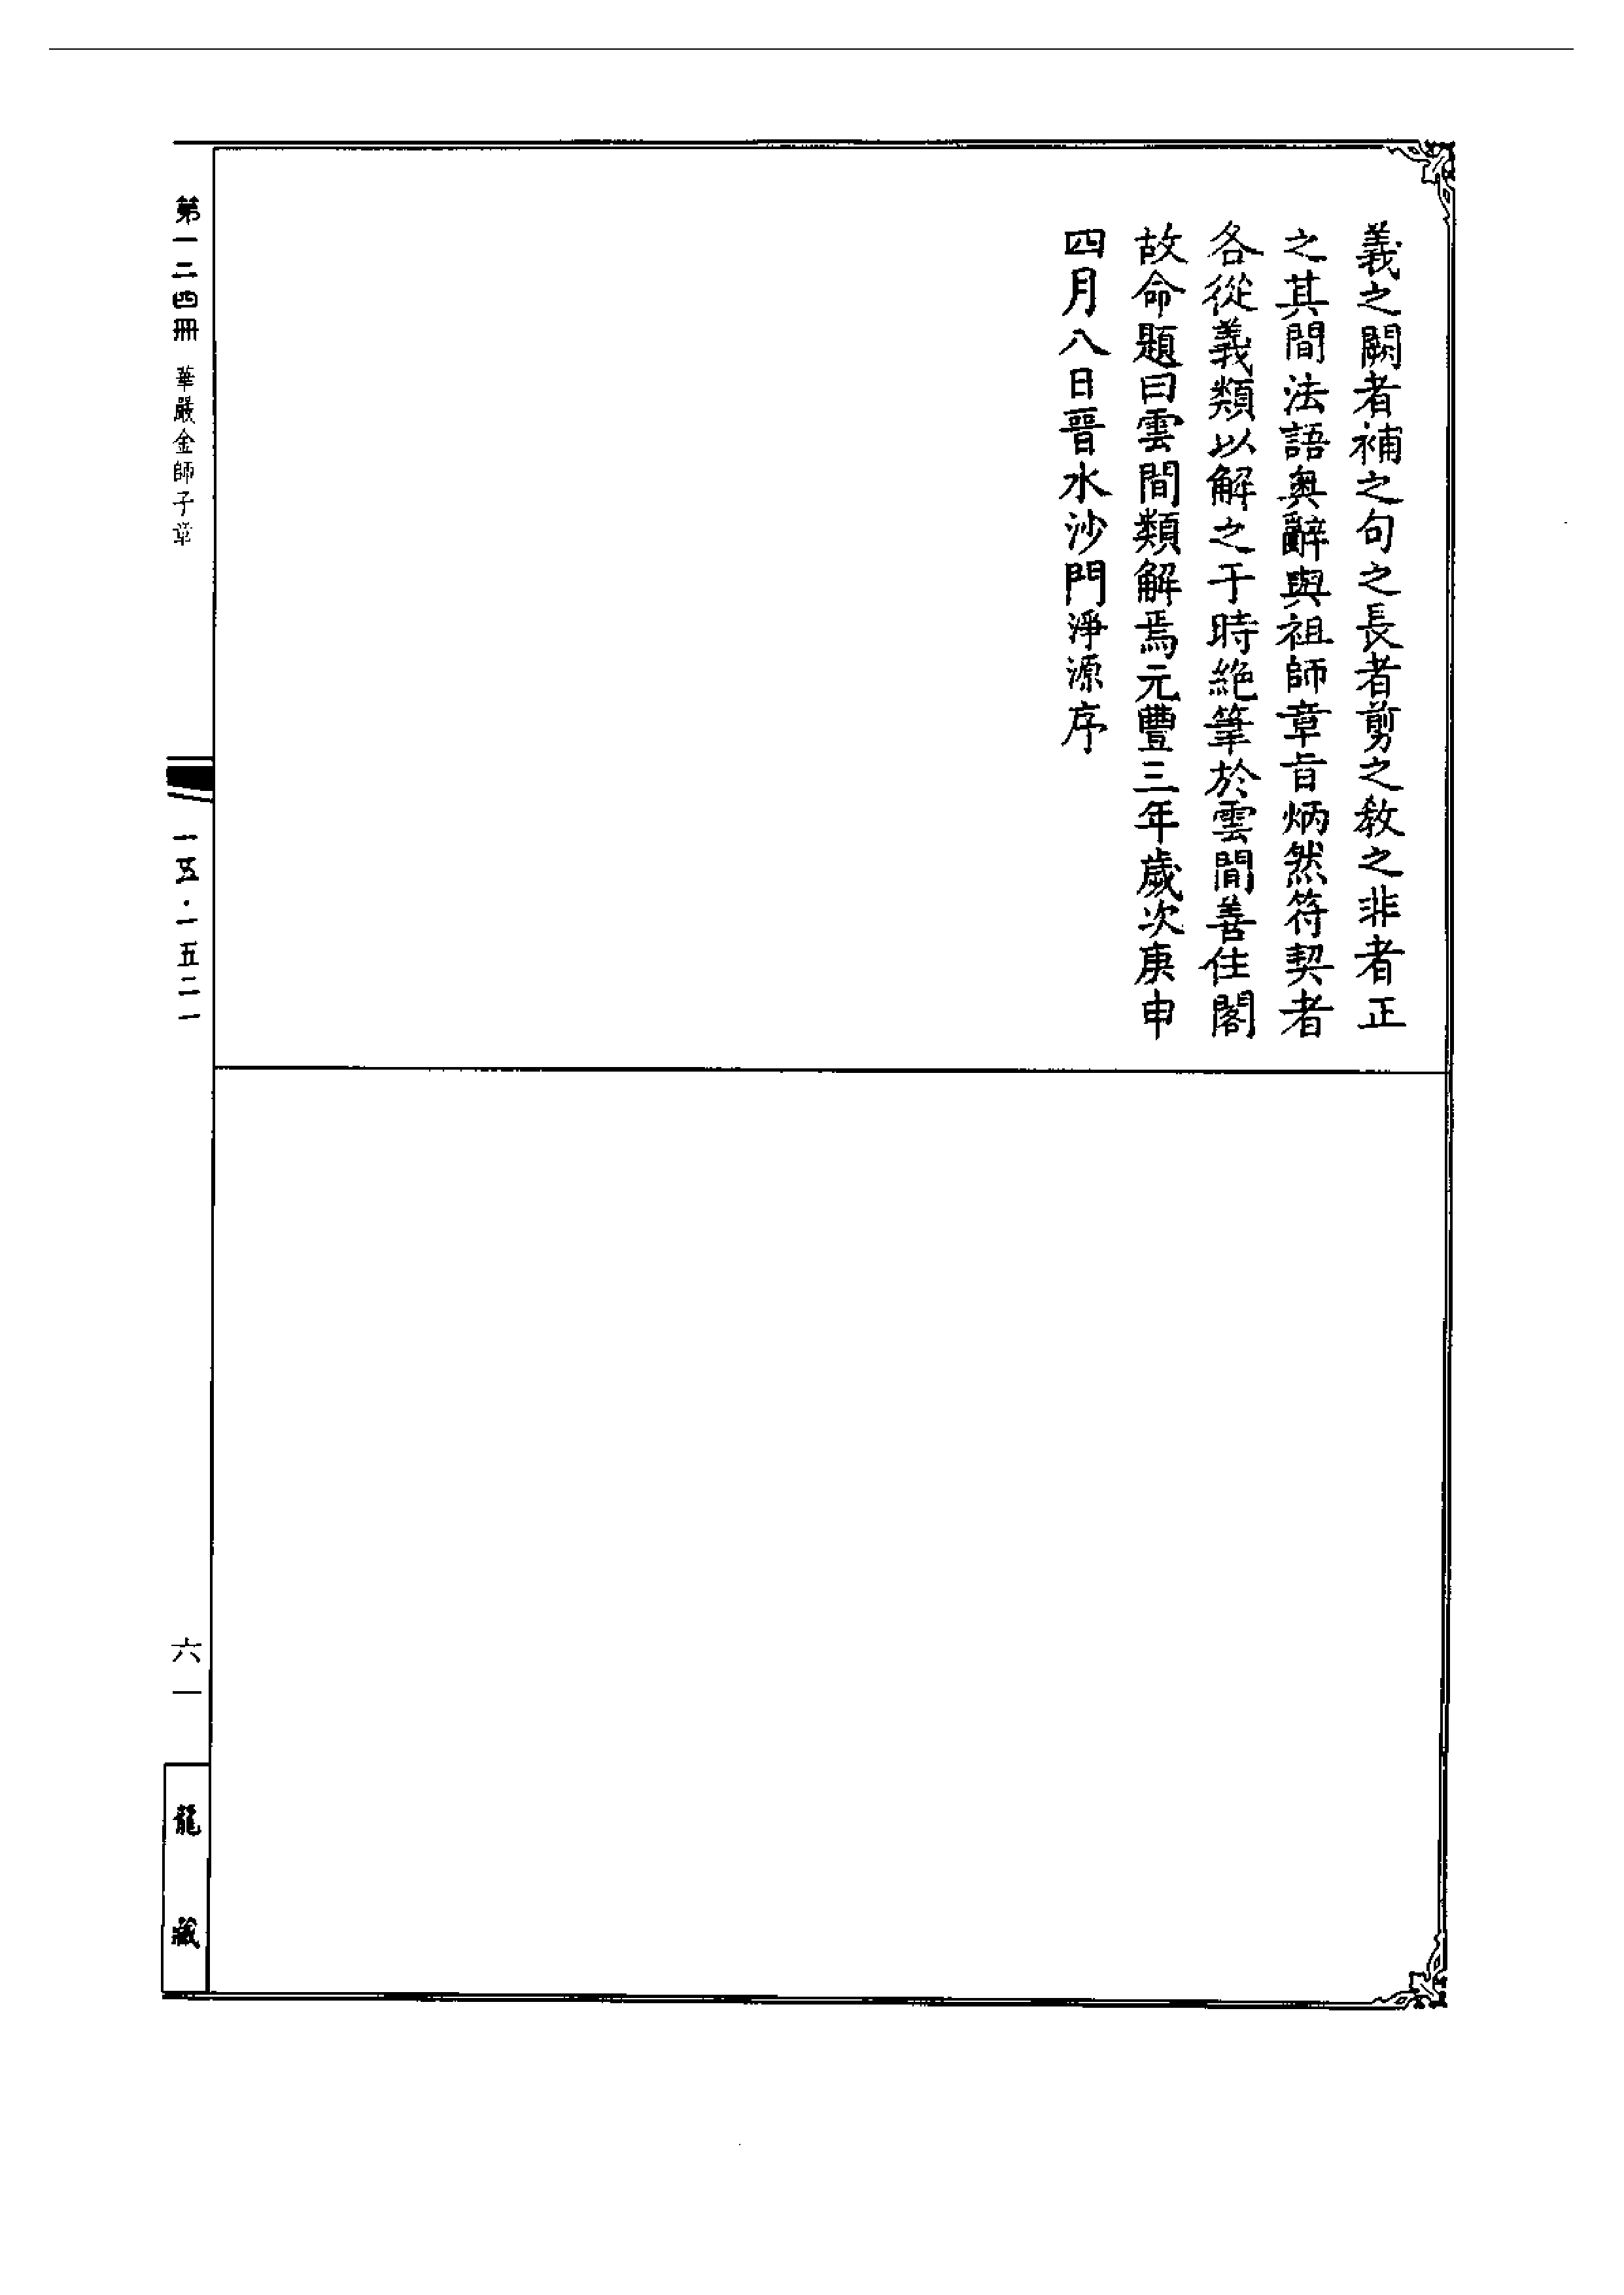 義之闕者補之句之長者剪之教之非者正
之其間法語奧辭與祖師章旨炳然符契者
各從義類以解之于時絕筆於雲間善住閣
故命題曰雲間類解焉元豐三年歲次庚申
四月八日晉水沙門淨源序
第一二四冊 華嚴金師子章
一五·一五二一
六一
龍藏